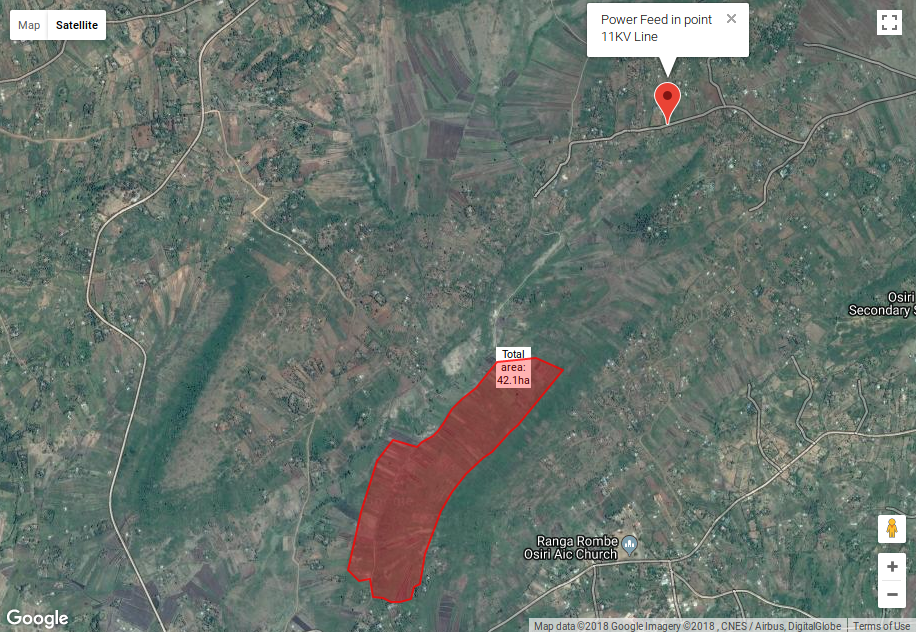 Map Satellite
Power Feed in point
11KV Line
Osiri
Secondary S
Total
area:
42.1ha
Ranga Rombe
Osiri Aic Church
Google
Map data ©2018 Google Imagery ©2018 , CNES / Airbus, DigitalGlobe Terms of Use